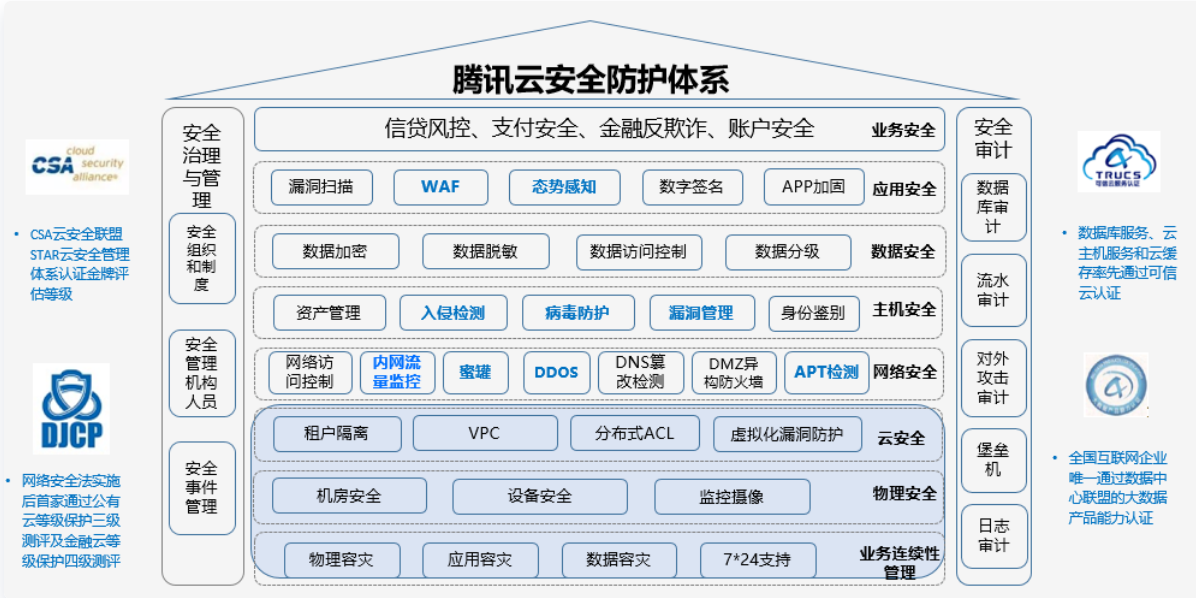 腾讯云安全防护体系
cloud
CSA security
alliance®
• CSA云安全联盟
STAR云安全管理
体系认证金牌评
估等级
DJCP
• 网络安全法实施
后首家通过公有
云等级保护三级
测评及金融云等
级保护四级测评
安全
治理
与管
理
安全
组织
和制
度
安全
管理
机构
人员
安全
事件
管理
信贷风控、支付安全、金融反欺诈、账户安全 业务安全
漏洞扫描 WAF 态势感知 数字签名 APP加固 应用安全
数据加密 数据脱敏 数据访问控制 数据分级 数据安全
资产管理 入侵检测 病毒防护 漏洞管理 身份鉴别 主机安全
网络访
问控制
内网流
量监控
蜜罐
DDOS
DNS篡
改检测
DMZ异
构防火墙
APT检测
网络安全
租户隔离 VPC 分布式ACL 虚拟化漏洞防护 云安全
机房安全 设备安全 监控摄像 物理安全
物理容灾 应用容灾 数据容灾 7*24支持
业务连续性
管理
安全
审计
数据
库审
计
流水
审计
对外
攻击
审计
堡垒
机
日志
审计
TRUCS
可信云服务认证
• 数据库服务、云
主机服务和云缓
存率先通过可信
云认证
• 全国互联网企业
唯一通过数据中
心联盟的大数据
产品能力认证